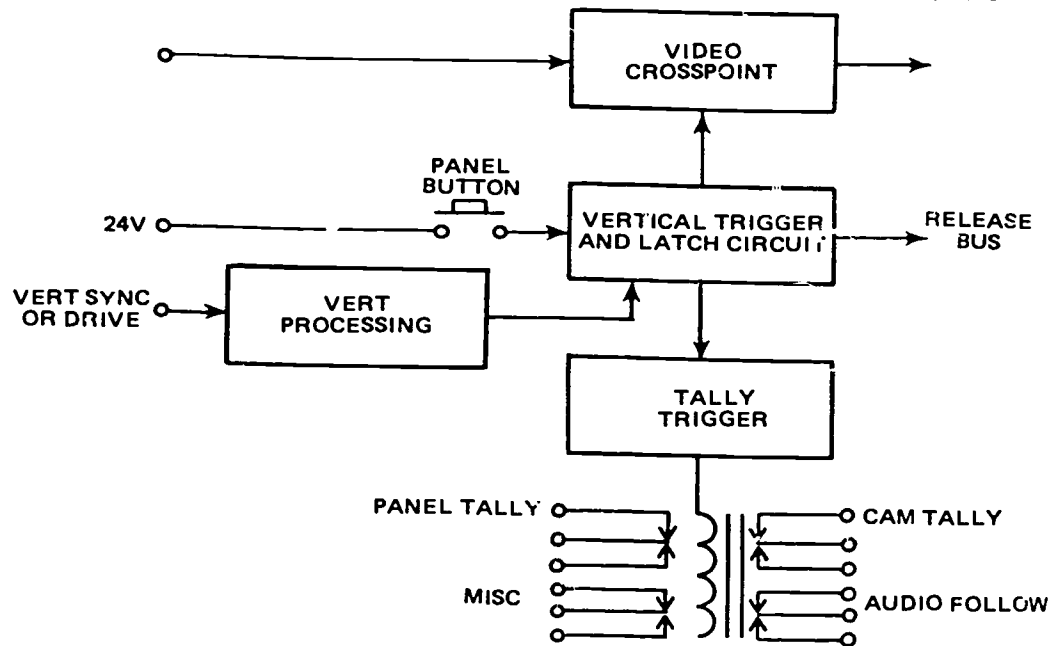 VIDEO
CROSSPOINT
PANEL
BUTTON
24V
VERTICAL TRIGGER
AND LATCH CIRCUIT
RELEASE
BUS
VERT SYNC
OR DRIVE
VERT
PROCESSING
TALLY
TRIGGER
PANEL TALLY
CAM TALLY
MISC
AUDIO FOLLOW